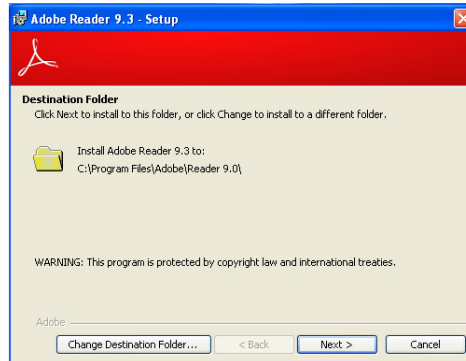 Adobe Reader 9.3 - Setup
Destination Folder
Click Next to install to this folder, or click Change to install to a different folder.
Install Adobe Reader 9.3 to:
C:\Program Files\Adobe\Reader 9.0\
WARNING: This program is protected by copyright law and international treaties.
Adobe
Change Destination Folder... < Back Next > Cancel